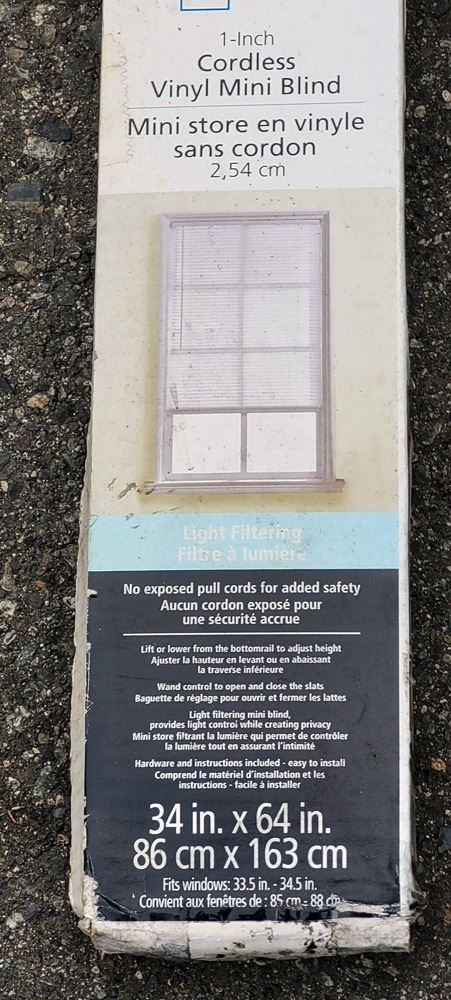 1-Inch
Cordless
Vinyl Mini Blind
Mini store en vinyle
sans cordon
2,54 cm
Light Filtering
Filtre à lumière
No exposed pull cords for added safety
Aucun cordon exposé pour
une sécurité accrue
Lift or lower from the bottomrail to adjust height
Ajuster la hauteur en levant ou en abaissant
la traverse inférieure
Wand control to open and close the slats
Baguette de réglage pour ouvrir et fermer les lattes
Light filtering mini blind,
provides light control while creating privacy
Mini store filtrant la lumière qui permet de contrôler
la lumière tout en assurant l'intimité
Hardware and instructions included - easy to install
Comprend le matériel d'installation et les
instructions - facile à installer
34 in. x 64 in.
86 cm x 163 cm
Fits windows: 33.5 in. - 34.5 in.
Convient aux fenêtres de : 85 cm - 88 cm